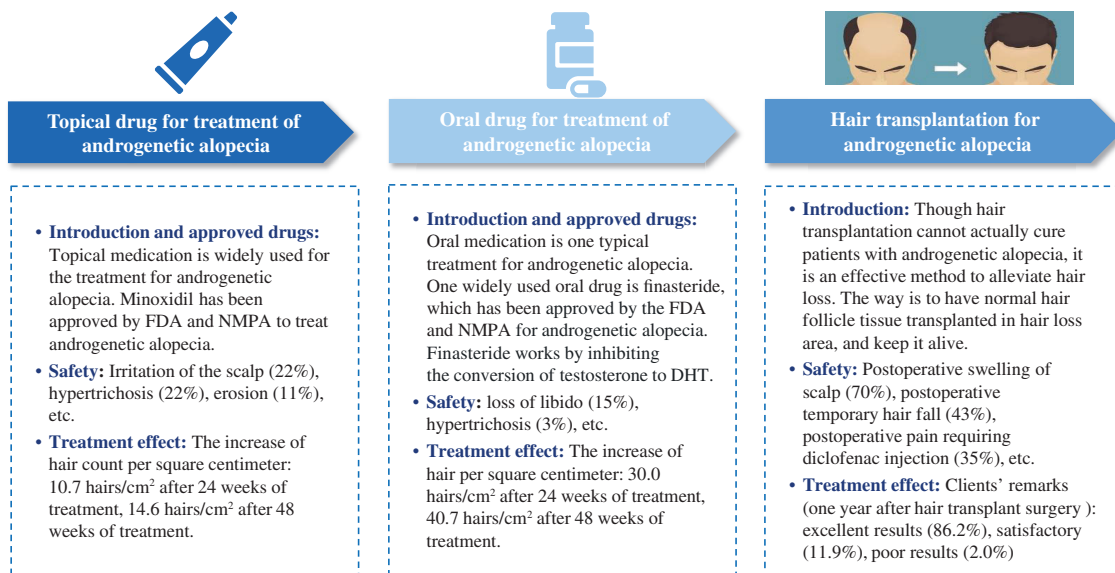 Topical drug for treatment of
androgenetic alopecia
• Introduction and approved drugs:
Topical medication is widely used for
the treatment for androgenetic
alopecia. Minoxidil has been
approved by FDA and NMPA to treat
androgenetic alopecia.
• Safety: Irritation of the scalp (22%),
hypertrichosis (22%), erosion (11%),
etc.
• Treatment effect: The increase of
hair count per square centimeter:
10.7 hairs/cm² after 24 weeks of
treatment, 14.6 hairs/cm² after 48
weeks of treatment.
Oral drug for treatment of
androgenetic alopecia
• Introduction and approved drugs:
Oral medication is one typical
treatment for androgenetic alopecia.
One widely used oral drug is finasteride,
which has been approved by the FDA
and NMPA for androgenetic alopecia.
Finasteride works by inhibiting
the conversion of testosterone to DHT.
• Safety: loss of libido (15%),
hypertrichosis (3%), etc.
• Treatment effect: The increase of
hair per square centimeter: 30.0
hairs/cm² after 24 weeks of treatment,
40.7 hairs/cm² after 48 weeks of
treatment.
Hair transplantation for
androgenetic alopecia
• Introduction: Though hair
transplantation cannot actually cure
patients with androgenetic alopecia, it
is an effective method to alleviate hair
loss. The way is to have normal hair
follicle tissue transplanted in hair loss
area, and keep it alive.
• Safety: Postoperative swelling of
scalp (70%), postoperative
temporary hair fall (43%),
postoperative pain requiring
diclofenac injection (35%), etc.
• Treatment effect: Clients’ remarks
(one year after hair transplant surgery ):
excellent results (86.2%), satisfactory
(11.9%), poor results (2.0%)